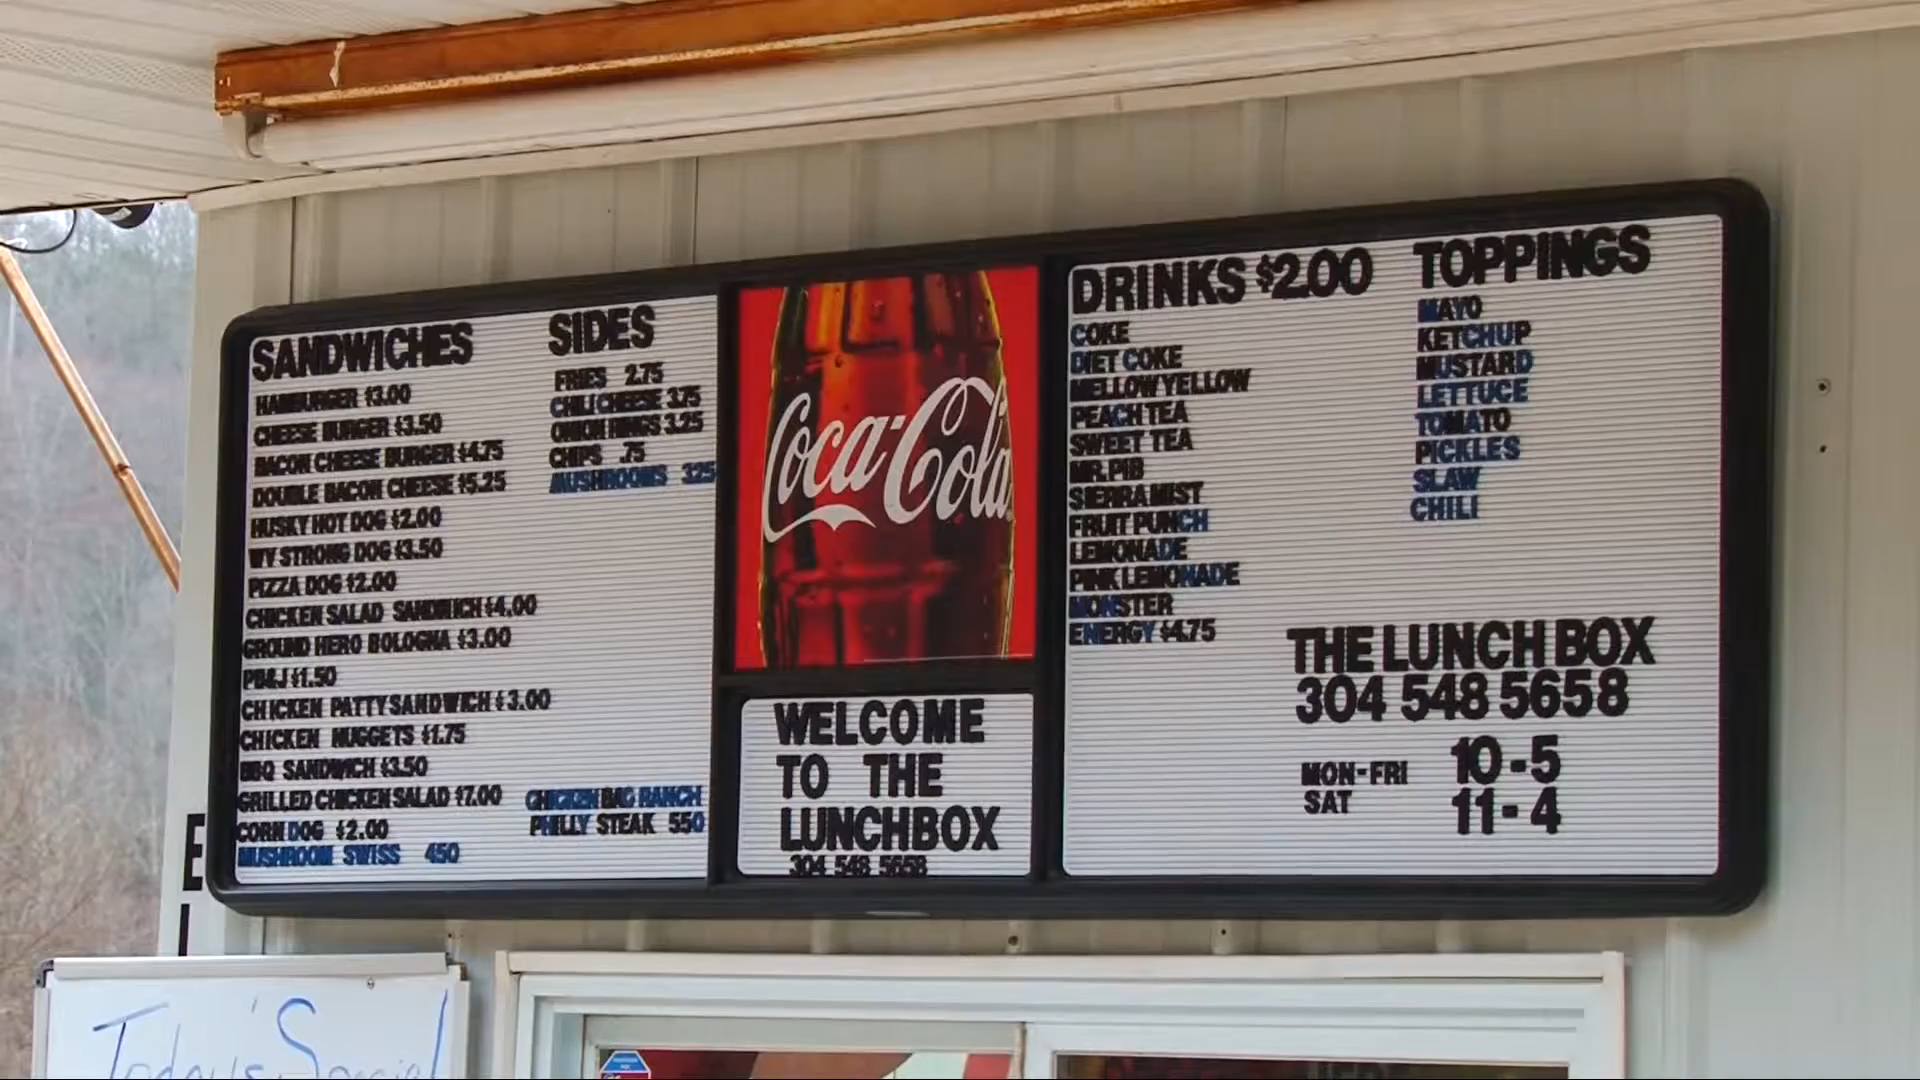 SANDWICHES
HAMBURGER $3.00
CHEESE BURGER $3.50
BACON CHEESE BURGER $4.75
DOUBLE BACON CHEESE $5.25
HUSKY HOT DOG $2.00
WV STRONG DOG $3.50
PIZZA DOG $2.00
CHICKEN SALAD SANDWICH $4.00
GROUND HERO BOLOGNA $3.00
PB&J $1.50
CHICKEN PATTY SANDWICH $3.00
CHICKEN NUGGETS $1.75
BBQ SANDWICH $3.50
GRILLED CHICKEN SALAD $7.00
CORN DOG $2.00
MUSHROOM SWISS 450
CHICKEN BAC RANCH
PHILLY STEAK 550
SIDES
FRIES 2.75
CHILI CHEESE 3.75
ONION RINGS 3.25
CHIPS .75
MUSHROOMS 325
Coca-Cola
WELCOME
TO THE
LUNCHBOX
304 548 5658
DRINKS $2.00
COKE
DIET COKE
MELLOW YELLOW
PEACH TEA
SWEET TEA
MR. PIB
SIERRA MIST
FRUIT PUNCH
LEMONADE
PINK LEMONADE
MONSTER
ENERGY $4.75
TOPPINGS
MAYO
KETCHUP
MUSTARD
LETTUCE
TOMATO
PICKLES
SLAW
CHILI
THE LUNCH BOX
304 548 5658
MON-FRI 10-5
SAT 11-4
Today's Special